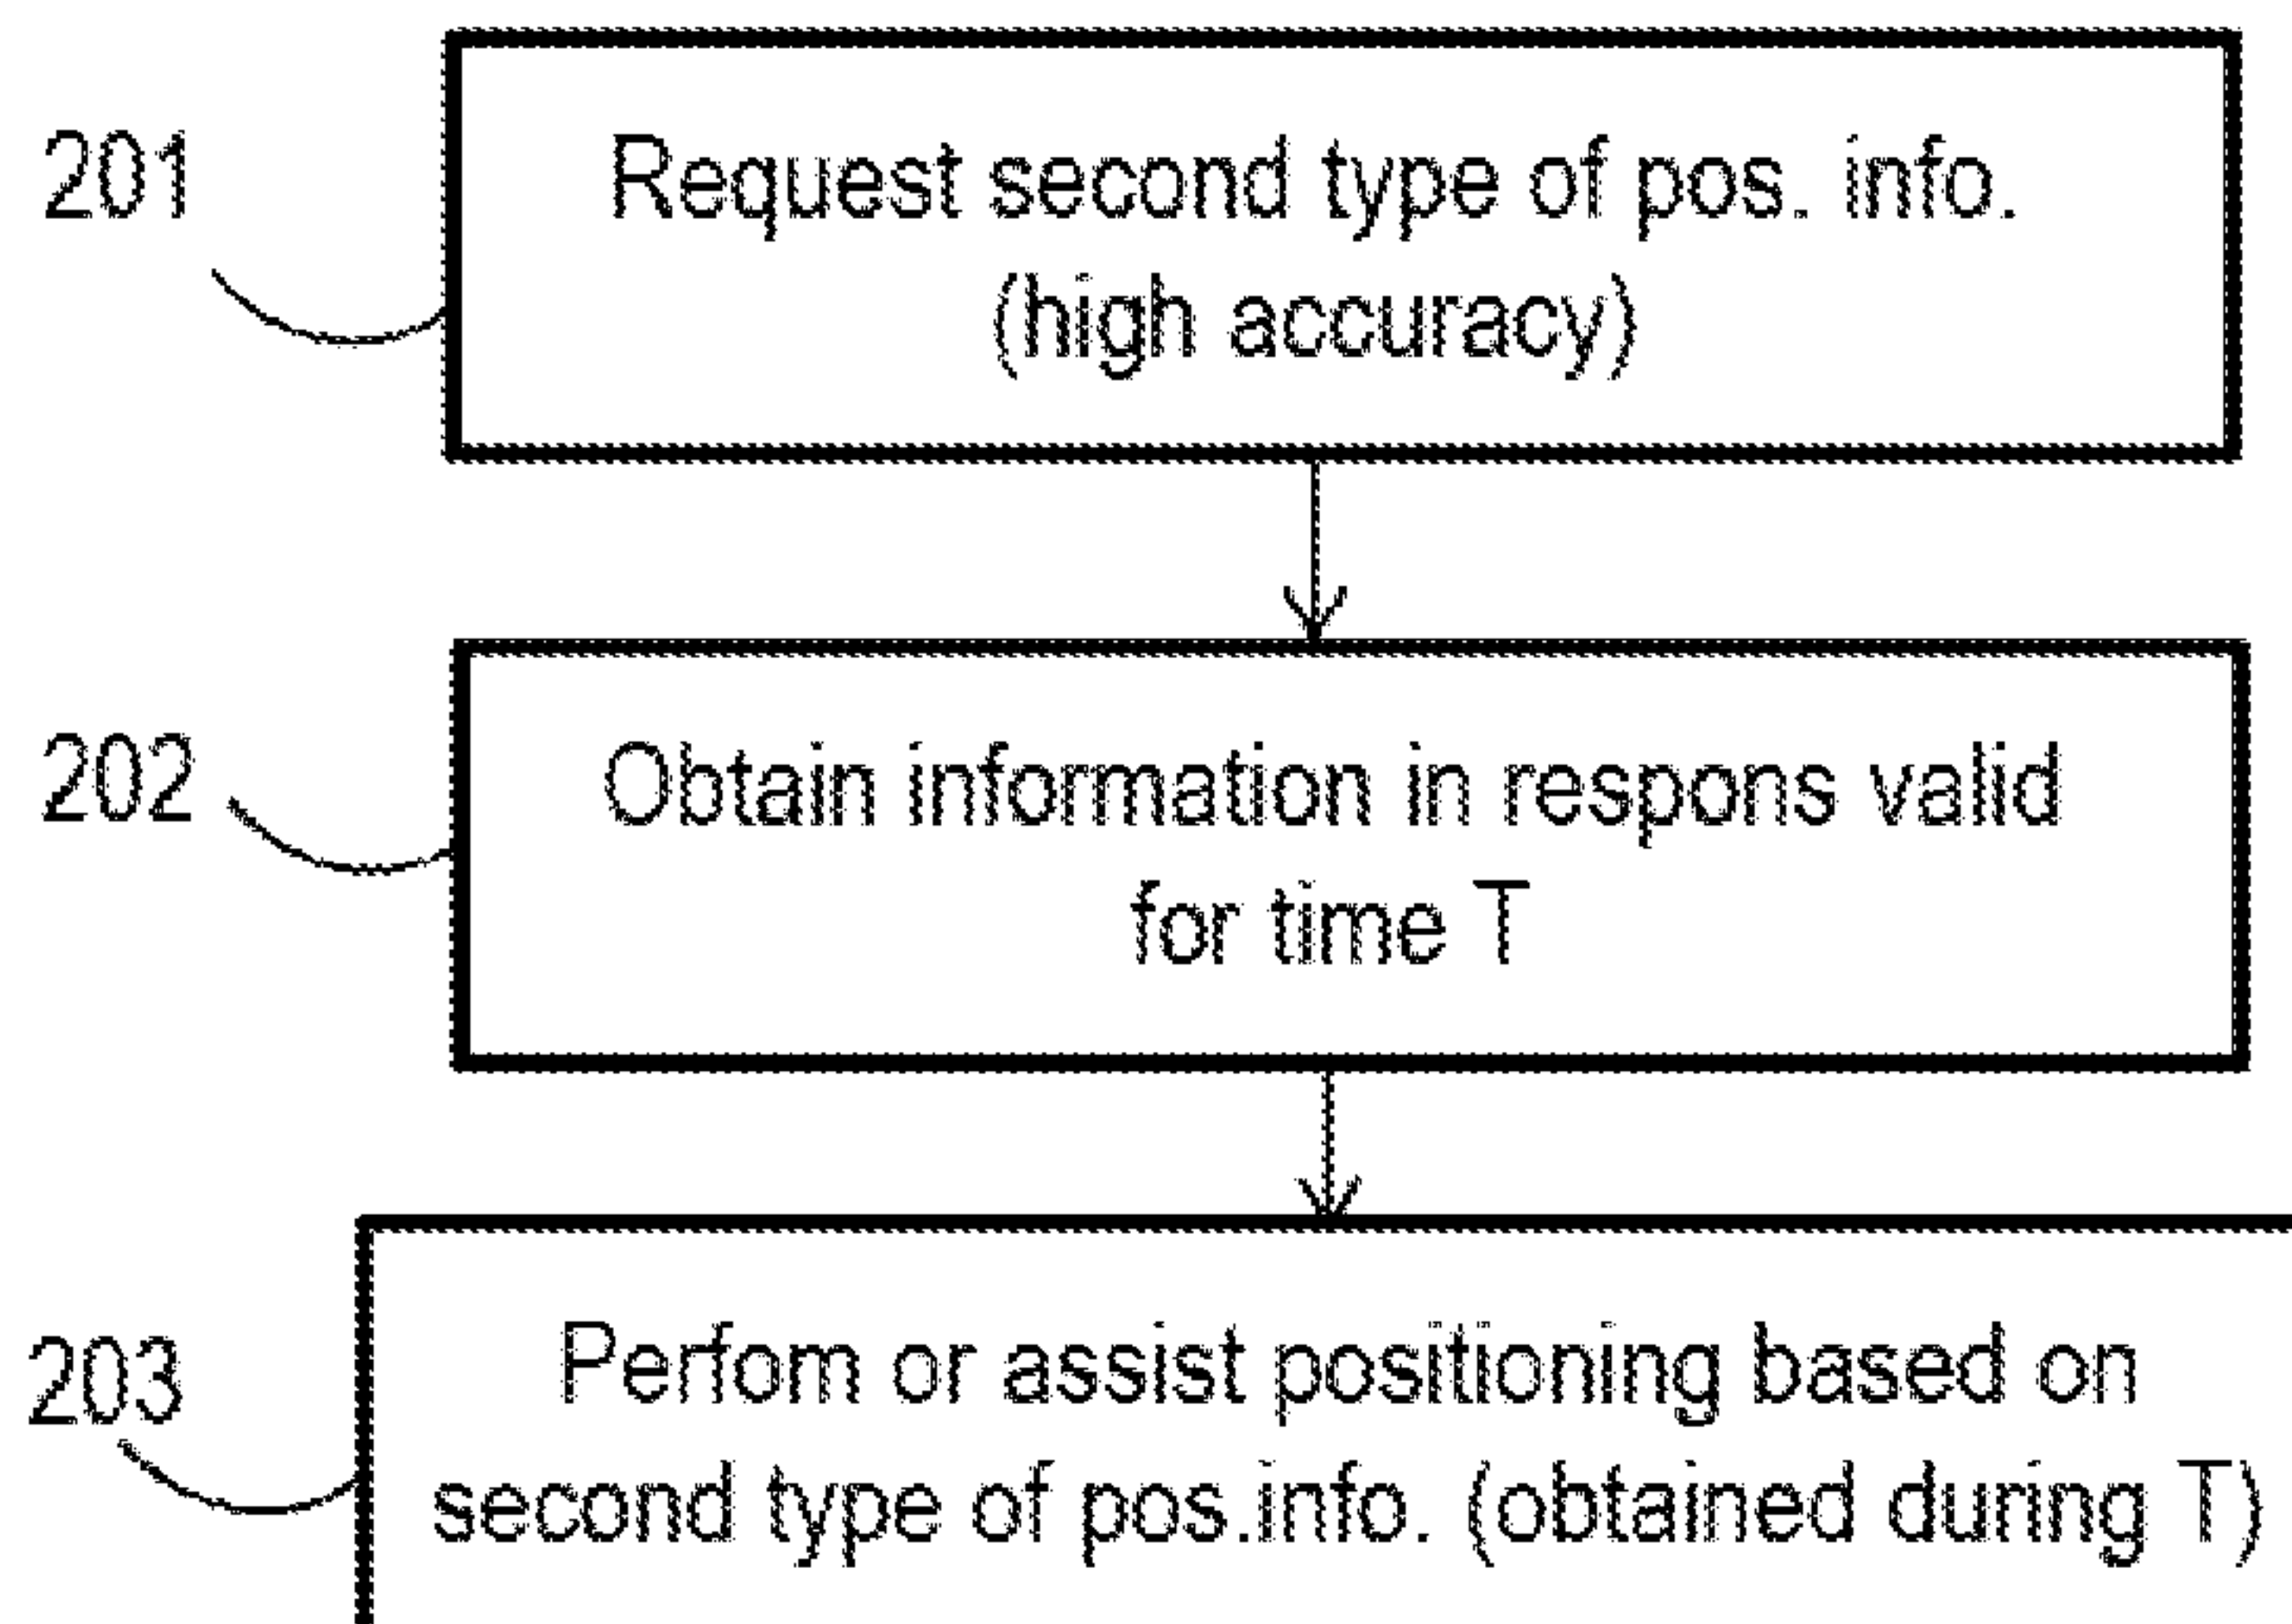 201
Request second type of pos. info.
(high accuracy)
202
Obtain information in respons valid
for time T
203
Perfom or assist positioning based on
second type of pos.info. (obtained during T)